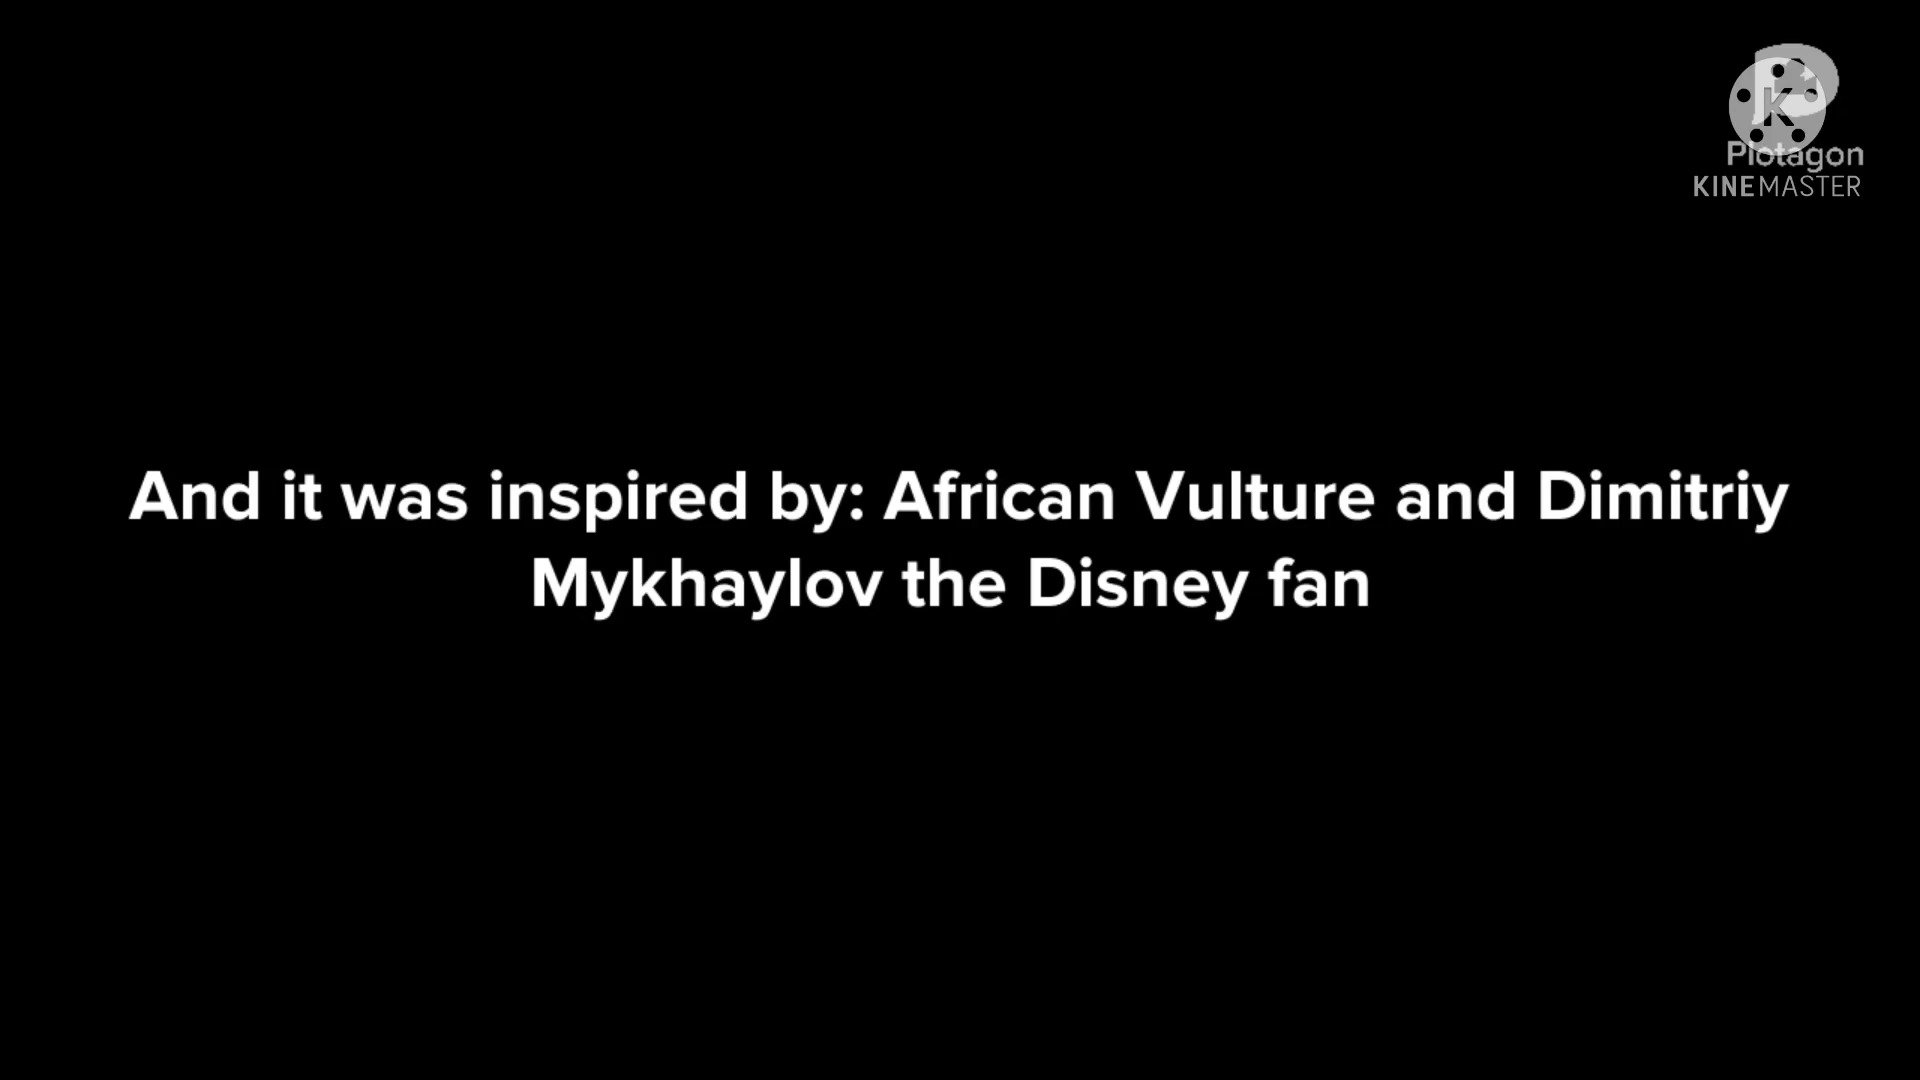 K
Plotagon
KINEMASTER
And it was inspired by: African Vulture and Dimitriy
Mykhaylov the Disney fan